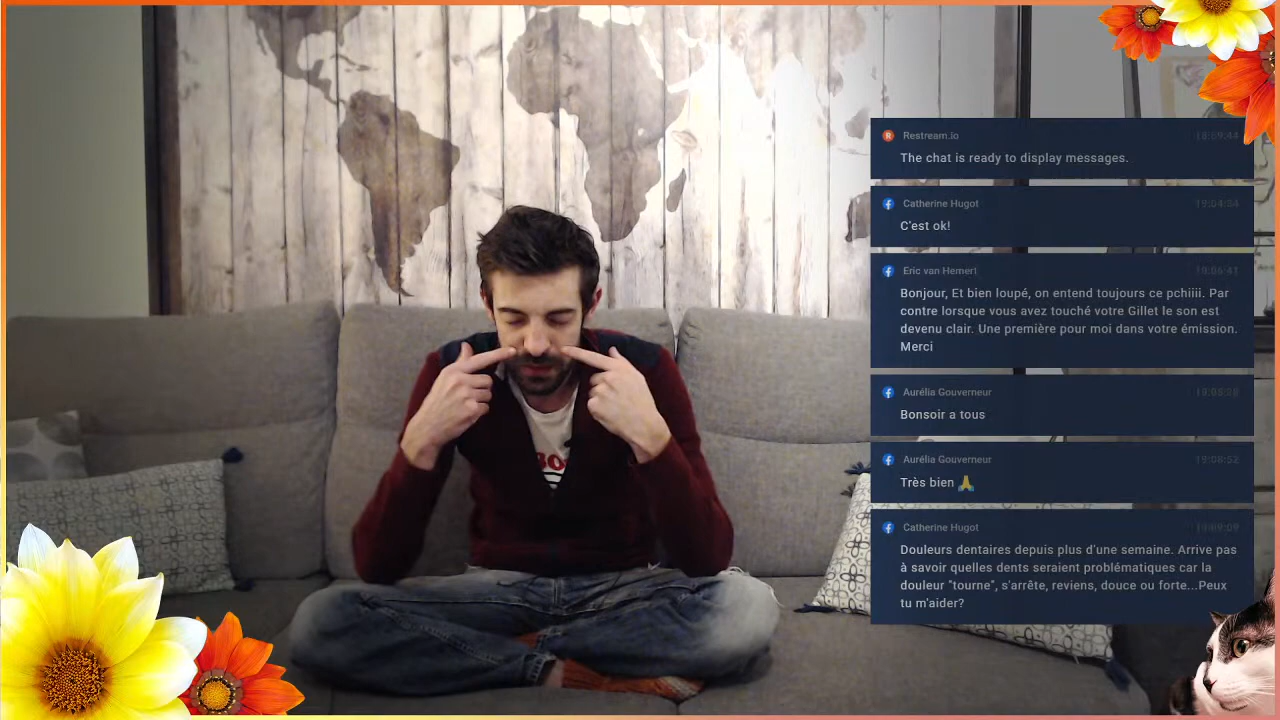 Restream.io
The chat is ready to display messages.
Catherine Hugot
C'est ok!
Eric van Hemert
Bonjour, Et bien loupé, on entend toujours ce pchiiii. Par
contre lorsque vous avez touché votre Gillet le son est
devenu clair. Une première pour moi dans votre émission.
Merci
Aurélia Gouverneur
Bonsoir a tous
Aurélia Gouverneur 19:08:52
Très bien 🙏
Catherine Hugot
Douleurs dentaires depuis plus d'une semaine. Arrive pas
à savoir quelles dents seraient problématiques car la
douleur "tourne", s'arrête, reviens, douce ou forte...Peux
tu m'aider?